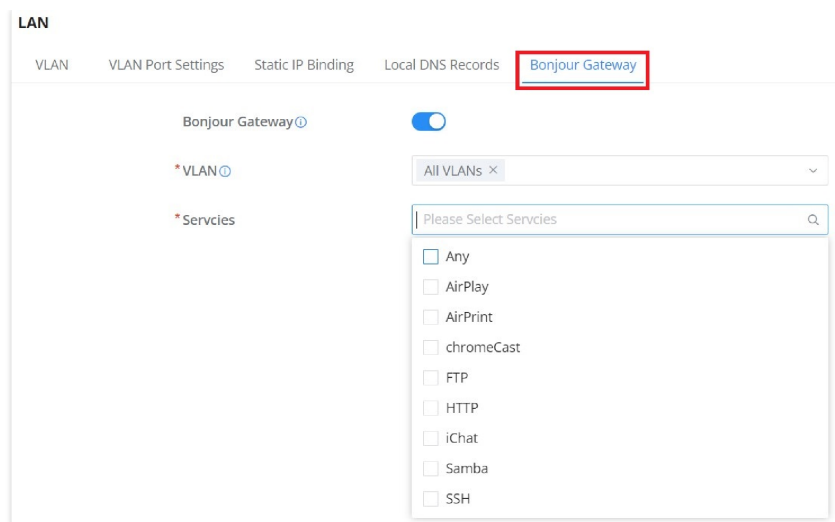 LAN
VLAN VLAN Port Settings Static IP Binding Local DNS Records Bonjour Gateway
Bonjour Gateway
* VLAN All VLANs ×
* Servcies Please Select Servcies
Any
AirPlay
AirPrint
chromeCast
FTP
HTTP
iChat
Samba
SSH